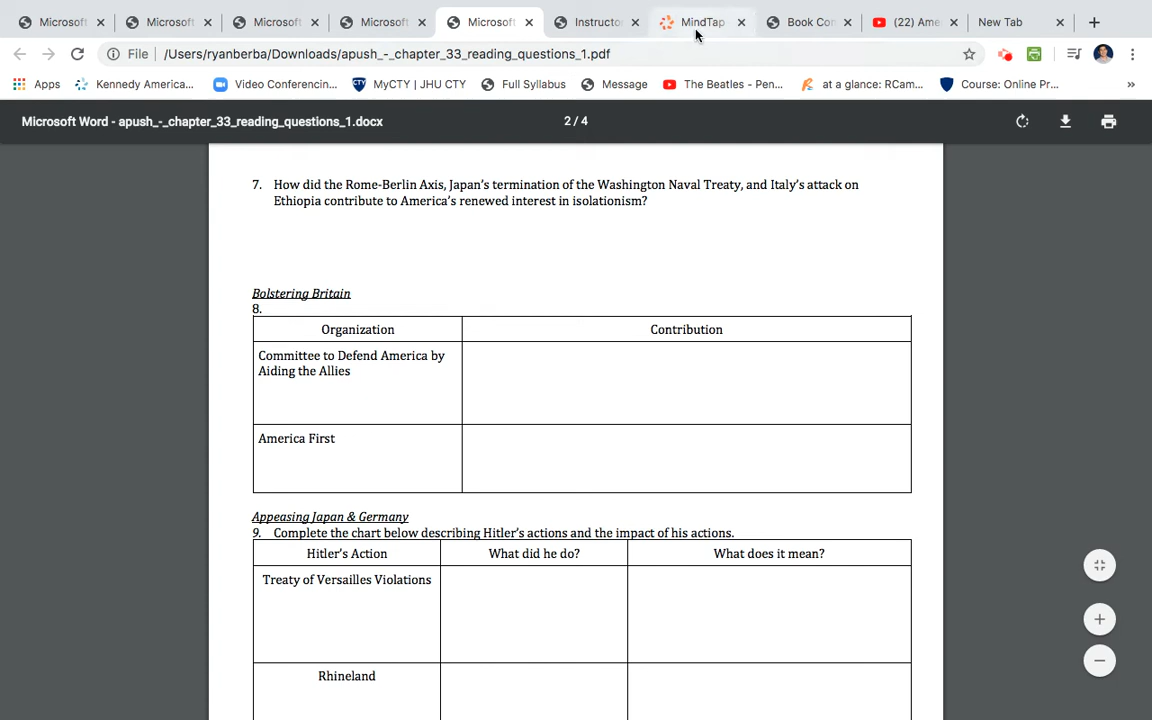 Microsoft
Microsoft
Microsoft
Microsoft
Microsoft
Instructo
MindTap
Book Con
(22) Ame
New Tab
File
/Users/ryanberba/Downloads/apush_-_chapter_33_reading_questions_1.pdf
Apps
Kennedy America...
Video Conferencin...
MyCTY | JHU CTY
Full Syllabus
Message
The Beatles - Pen...
at a glance: RCam...
Course: Online Pr...
»
Microsoft Word - apush_-_chapter_33_reading_questions_1.docx
2 / 4
7. How did the Rome-Berlin Axis, Japan's termination of the Washington Naval Treaty, and Italy's attack on
Ethiopia contribute to America's renewed interest in isolationism?
Bolstering Britain
8.
Organization
Contribution
Committee to Defend America by
Aiding the Allies
America First
Appeasing Japan & Germany
9. Complete the chart below describing Hitler's actions and the impact of his actions.
Hitler's Action
What did he do?
What does it mean?
Treaty of Versailles Violations
Rhineland